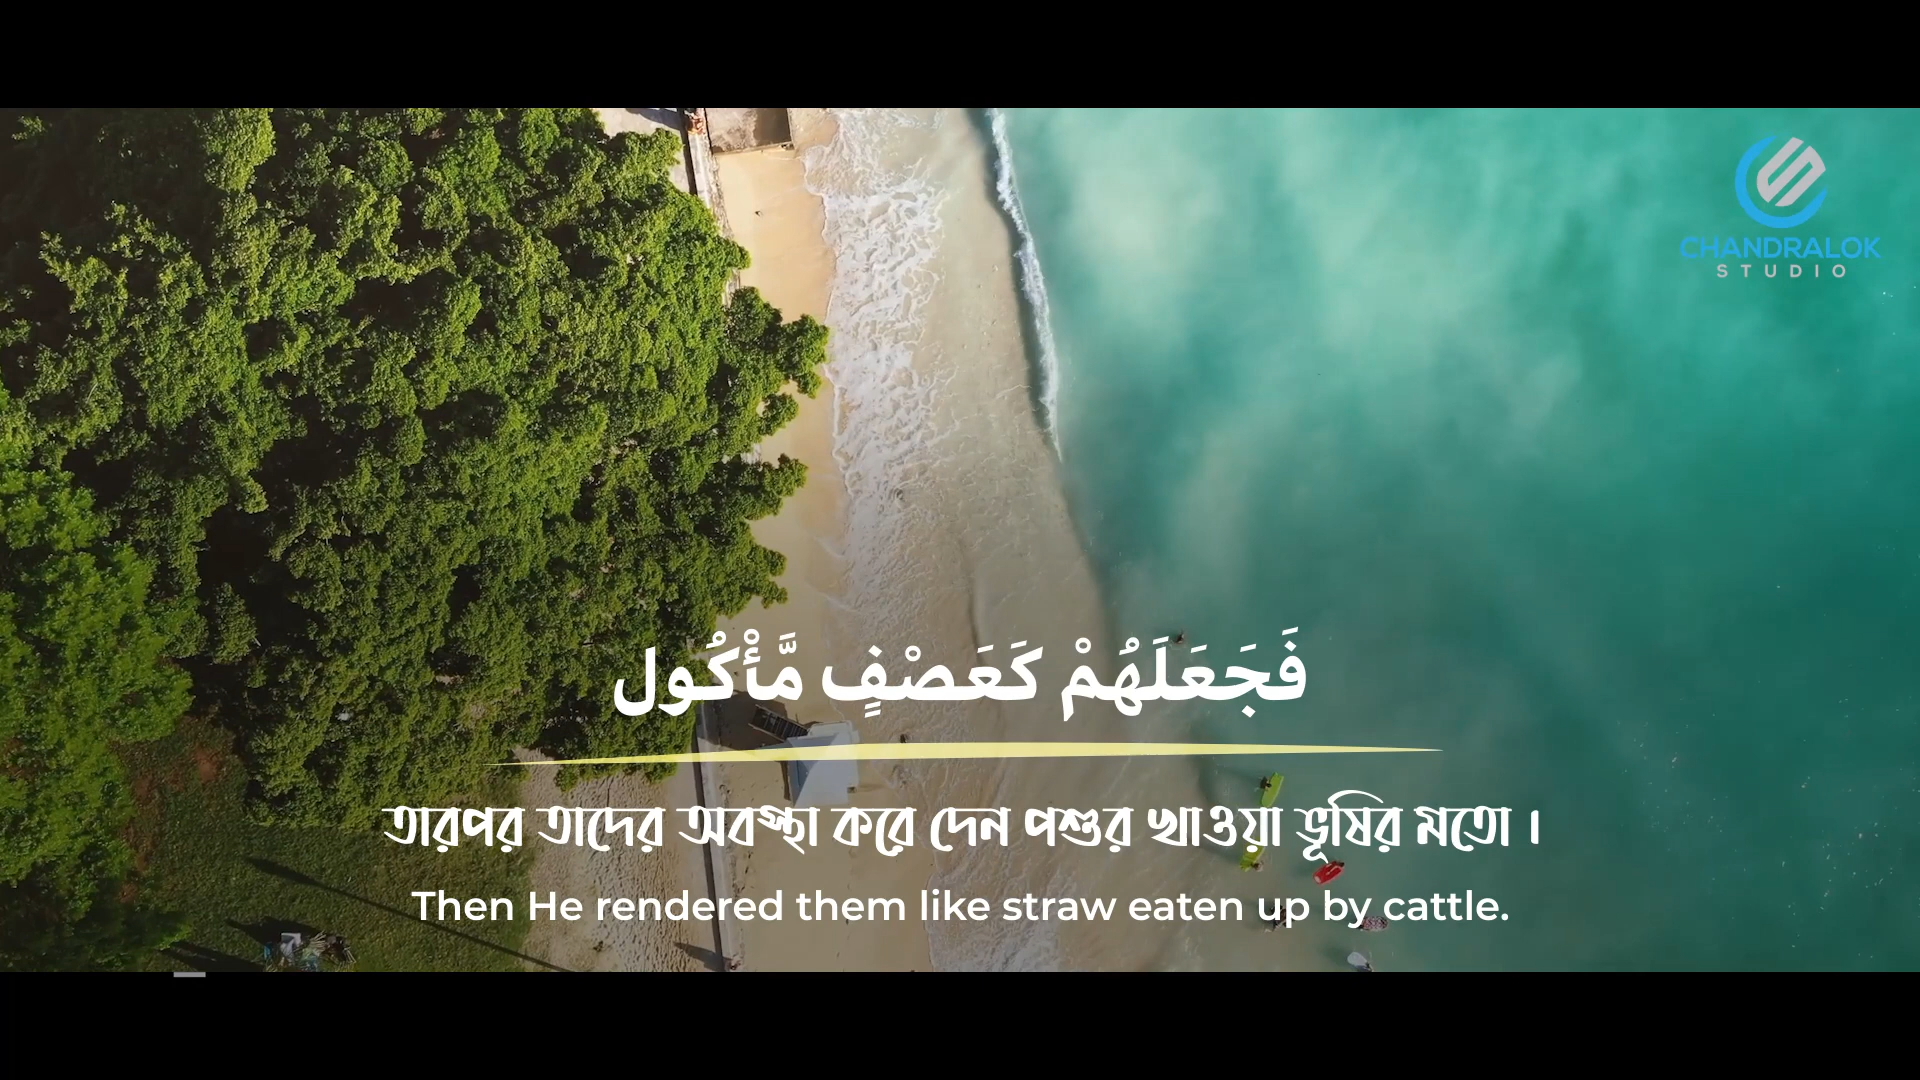 CHANDRALOK
STUDIO
فَجَعَلَهُمْ كَعَصْفٍ مَّأْكُول
তারপর তাদের অবস্থা করে দেন পশুর খাওয়া ভূষির মতো ।
Then He rendered them like straw eaten up by cattle.